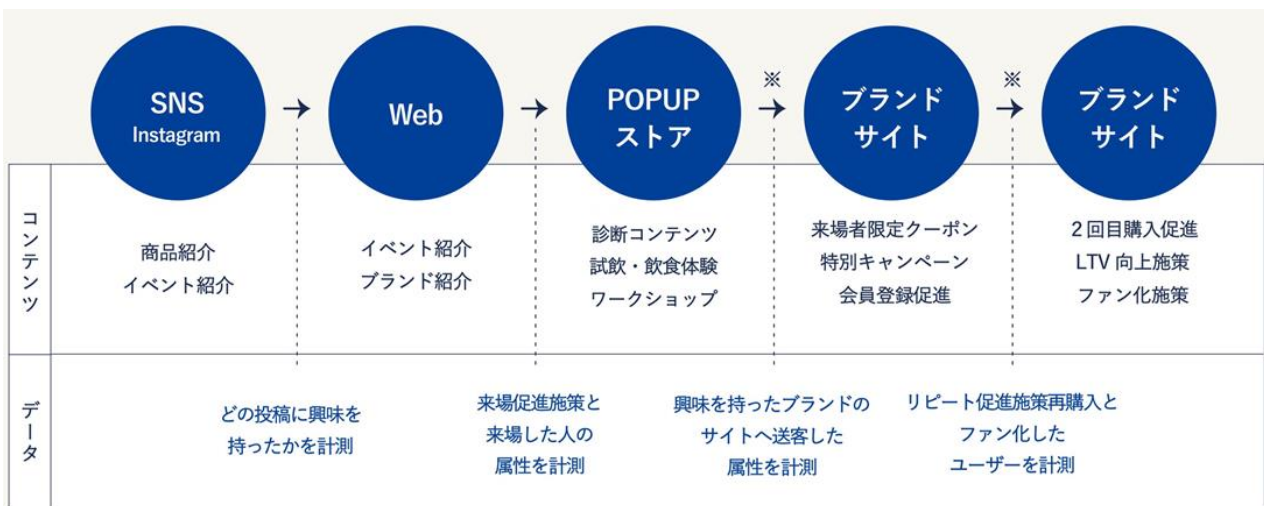 SNS
Instagram
→
Web
→
POPUP
ストア
※
→
ブランド
サイト
※
→
ブランド
サイト
コンテンツ
商品紹介
イベント紹介
イベント紹介
ブランド紹介
診断コンテンツ
試飲・飲食体験
ワークショップ
来場者限定クーポン
特別キャンペーン
会員登録促進
2回目購入促進
LTV 向上施策
ファン化施策
データ
どの投稿に興味を
持ったかを計測
来場促進施策と
来場した人の
属性を計測
興味を持ったブランドの
サイトへ送客した
属性を計測
リピート促進施策再購入と
ファン化した
ユーザーを計測